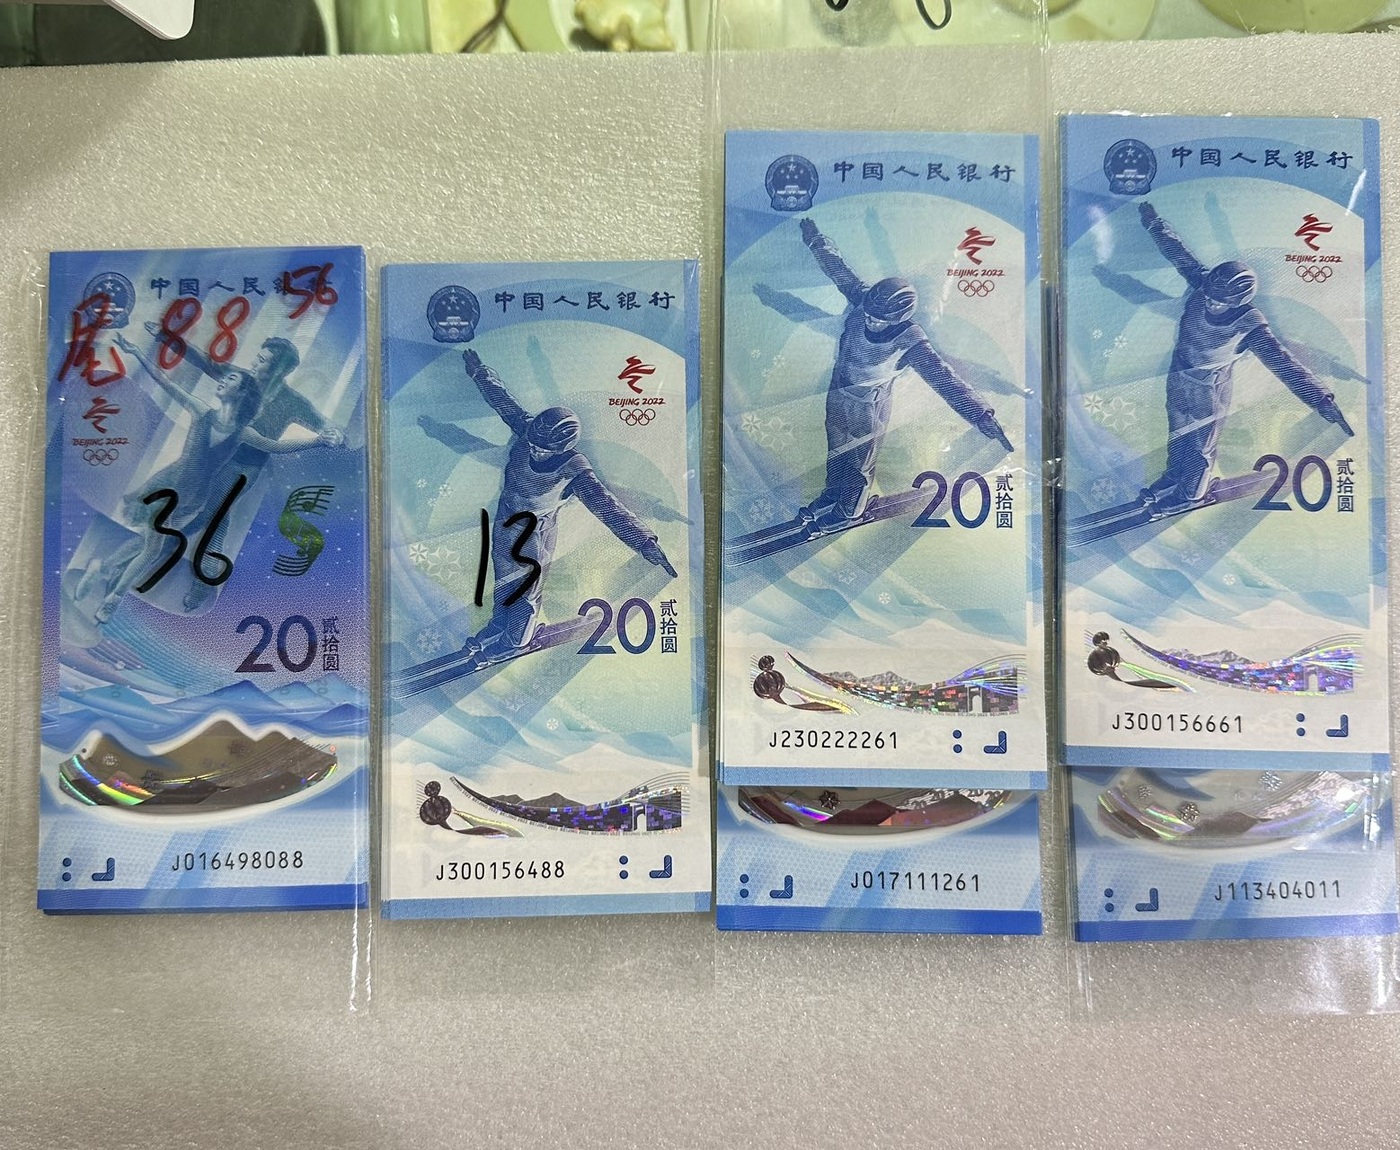 中国人民银
56
尾 88
BEIJING 2022
36 S
20 贰拾圆
J016498088
中国人民银行
BEIJING 2022
13
20 贰拾圆
J300156488
中国人民银行
BEIJING 2022
7
20 贰拾圆
J230222261
J017111261
中国人民银行
BEIJING 2022
20 贰拾圆
J300156661
J113404011